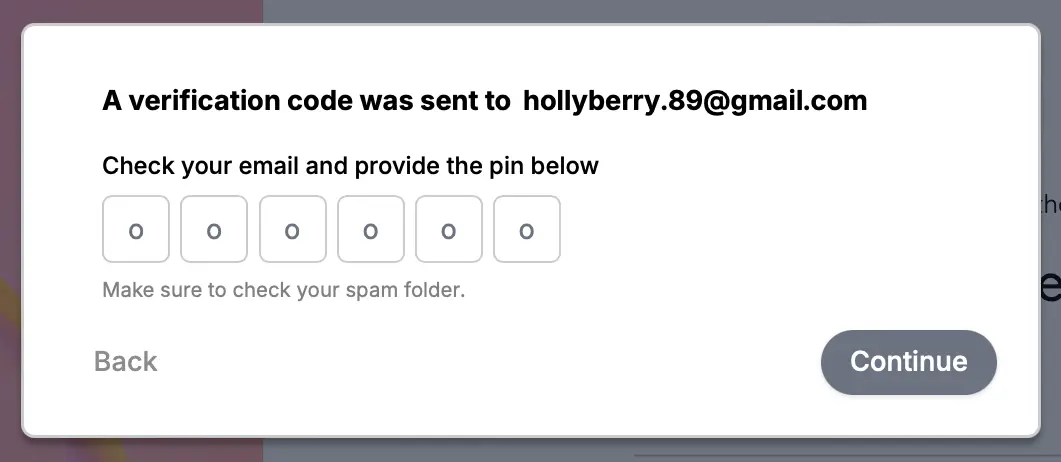 A verification code was sent to hollyberry.89@gmail.com
Check your email and provide the pin below
o o o o o o
Make sure to check your spam folder.
Back
Continue